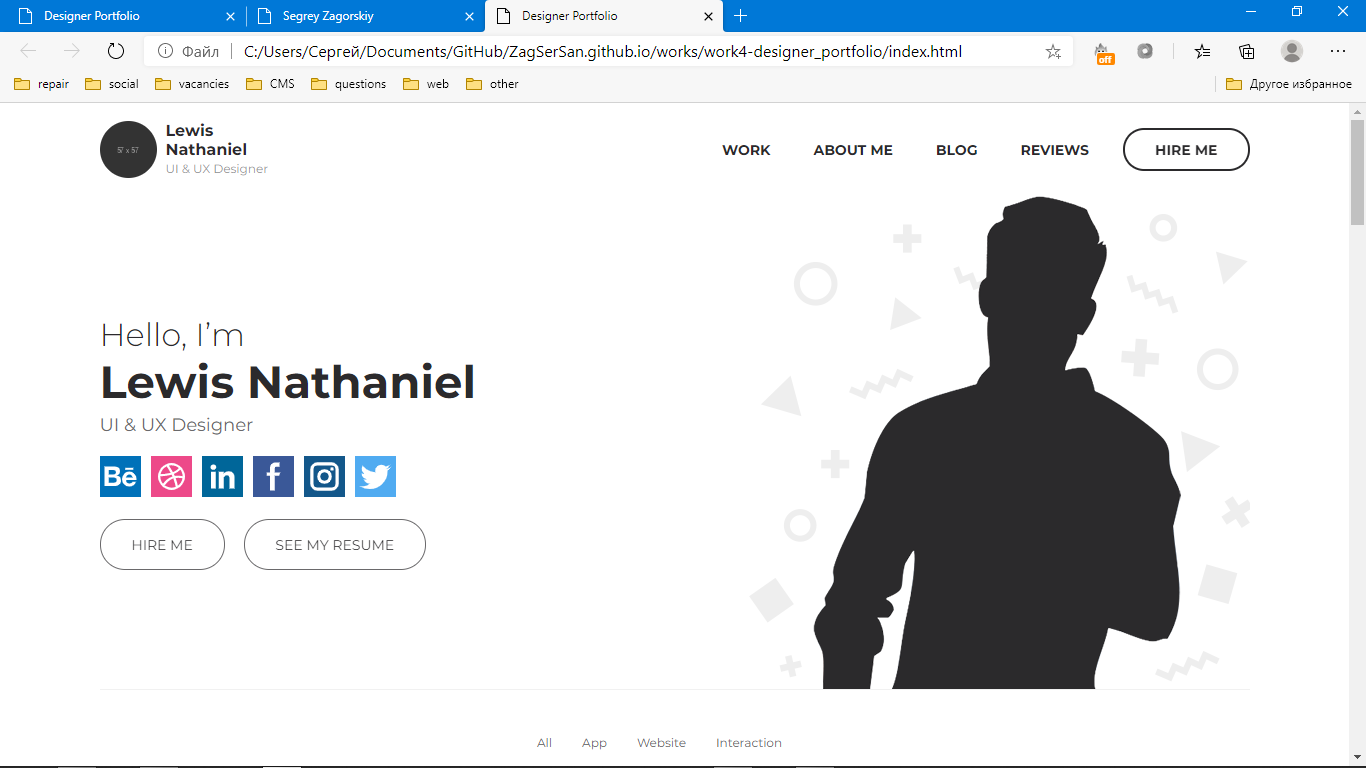 Designer Portfolio
Segrey Zagorskiy
Designer Portfolio
Файл C:/Users/Сергей/Documents/GitHub/ZagSerSan.github.io/works/work4-designer_portfolio/index.html
off
repair social vacancies CMS questions web other Другое избранное
57 x 57
Lewis
Nathaniel
UI & UX Designer
WORK ABOUT ME BLOG REVIEWS HIRE ME
Hello, I’m
Lewis Nathaniel
UI & UX Designer
Bē in f
HIRE ME SEE MY RESUME
All App Website Interaction